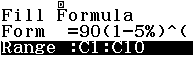 Fill Formula
Form =90(1-5%)^(
Range :C1:C10